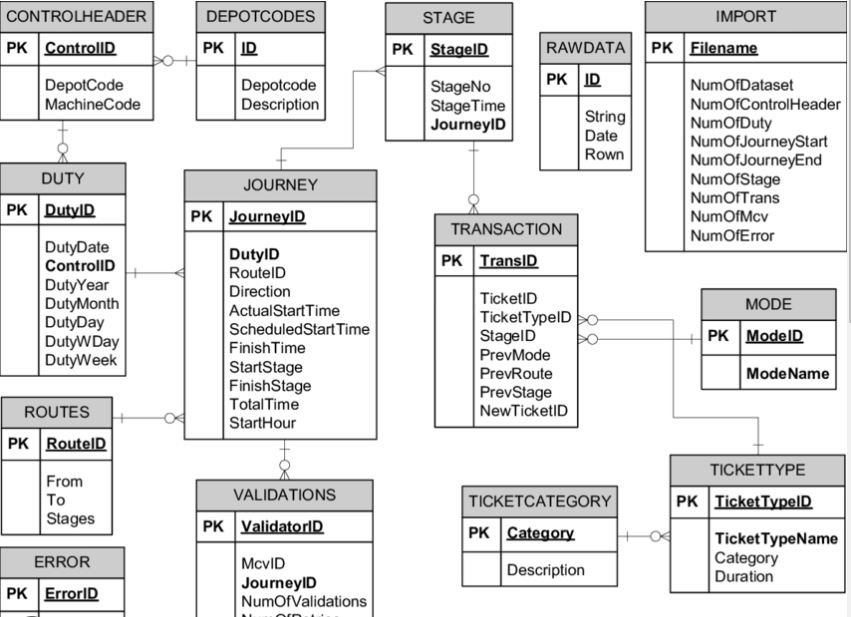 CONTROLHEADER
PK ControlID
DepotCode
MachineCode
DEPOTCODES
PK ID
Depotcode
Description
STAGE
PK StageID
StageNo
StageTime
JourneyID
RAWDATA
PK ID
String
Date
Rown
IMPORT
PK Filename
NumOfDataset
NumOfControlHeader
NumOfDuty
NumOfJourneyStart
NumOfJourneyEnd
NumOfStage
NumOfTrans
NumOfMcv
NumOfError
DUTY
PK DutyID
DutyDate
ControlID
DutyYear
DutyMonth
DutyDay
DutyWDay
DutyWeek
JOURNEY
PK JourneyID
DutyID
RouteID
Direction
ActualStartTime
ScheduledStartTime
FinishTime
StartStage
FinishStage
TotalTime
StartHour
TRANSACTION
PK TransID
TicketID
TicketTypeID
StageID
PrevMode
PrevRoute
PrevStage
NewTicketID
MODE
PK ModeID
ModeName
ROUTES
PK RouteID
From
To
Stages
VALIDATIONS
PK ValidatorID
McvID
JourneyID
NumOfValidations
TICKETCATEGORY
PK Category
Description
TICKETTYPE
PK TicketTypeID
TicketTypeName
Category
Duration
ERROR
PK ErrorID